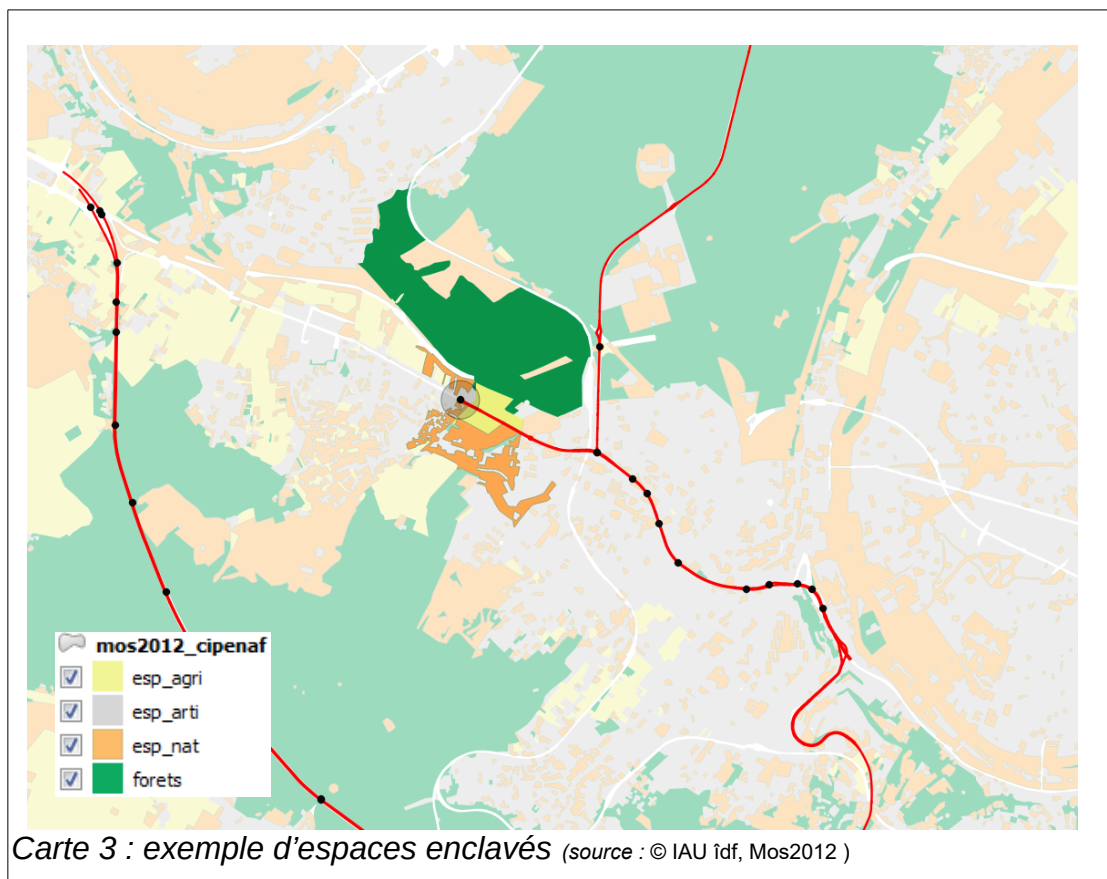 mos2012_cipenaf
esp_agri
esp_arti
esp_nat
forets
Carte 3 : exemple d'espaces enclavés (source : © IAU îdf, Mos2012 )